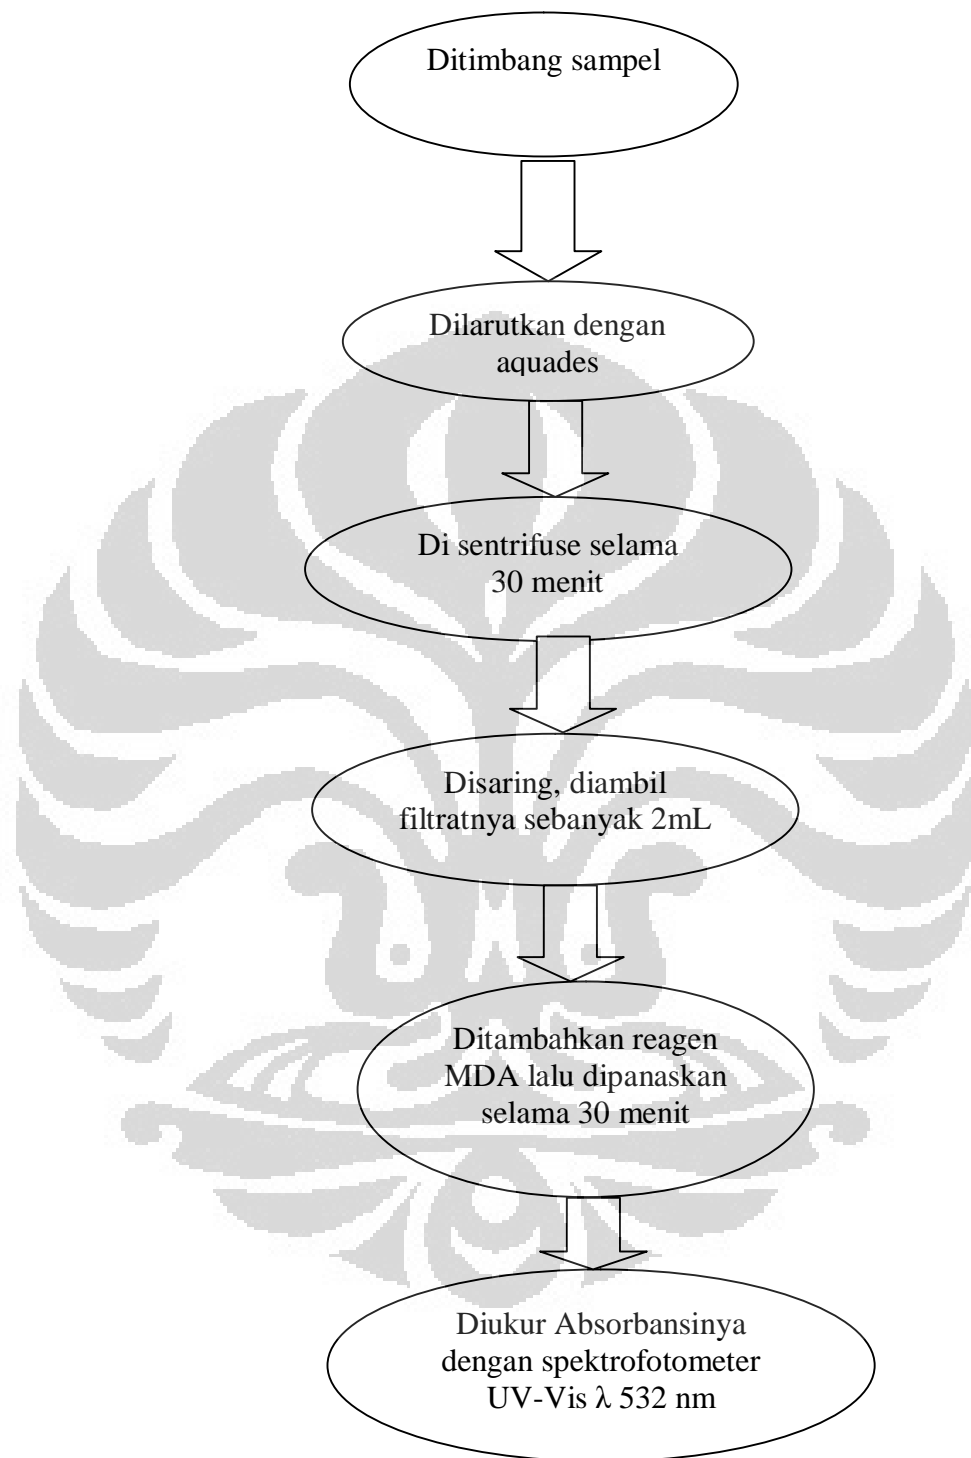 Ditimbang sampel
Dilarutkan dengan
aquades
Di sentrifuse selama
30 menit
Disaring, diambil
filtratnya sebanyak 2mL
Ditambahkan reagen
MDA lalu dipanaskan
selama 30 menit
Diukur Absorbansinya
dengan spektrofotometer
UV-Vis λ 532 nm